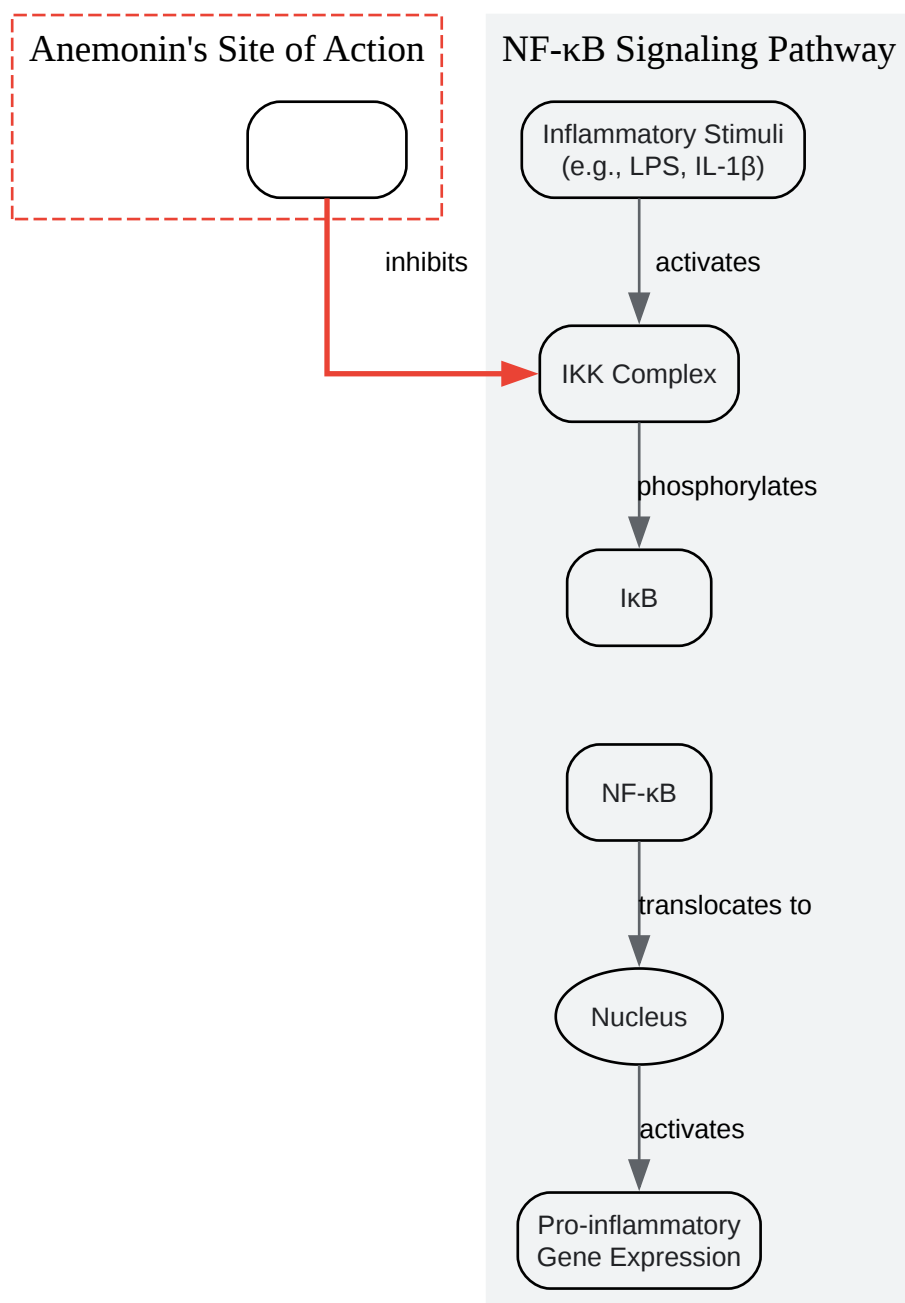 Anemonin's Site of Action
NF-κB Signaling Pathway
Inflammatory Stimuli
(e.g., LPS, IL-1β)
inhibits
activates
IKK Complex
phosphorylates
IκB
NF-κB
translocates to
Nucleus
activates
Pro-inflammatory
Gene Expression